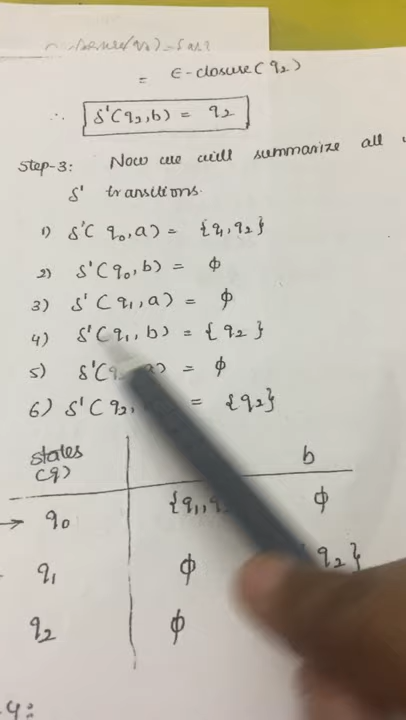 = ε-closure(q₂)
∴ δ'(q₂,b) = q₂
Step-3: Now we will summarize all
δ' transitions.
1) δ'(q₀,a) = {q₁,q₂}
2) δ'(q₀,b) = ϕ
3) δ'(q₁,a) = ϕ
4) δ'(q₁,b) = {q₂}
5) δ'(q₂,a) = ϕ
6) δ'(q₂, = {q₂}
states b
(q)
→ q₀ {q₁,q ϕ
q₁ ϕ q₂}
q₂ ϕ